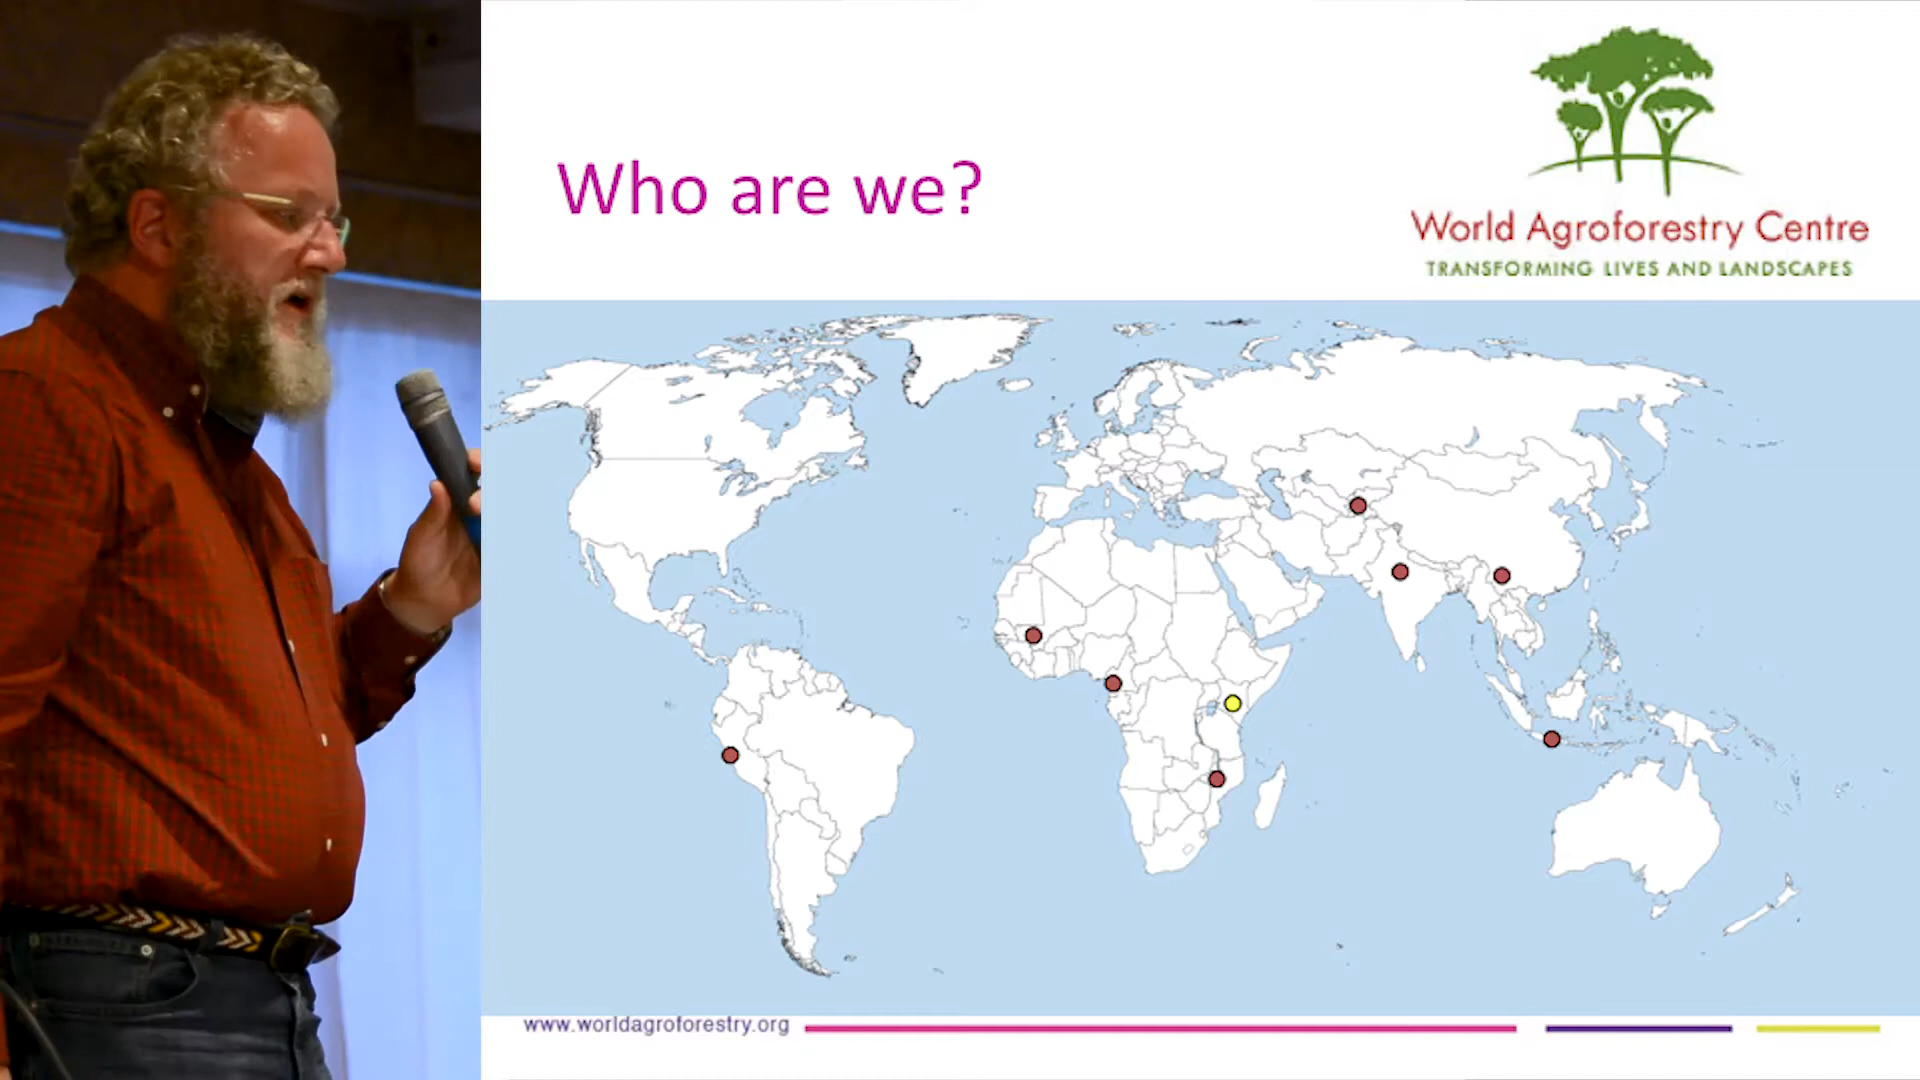 Who are we?
World Agroforestry Centre
TRANSFORMING LIVES AND LANDSCAPES
www.worldagroforestry.org